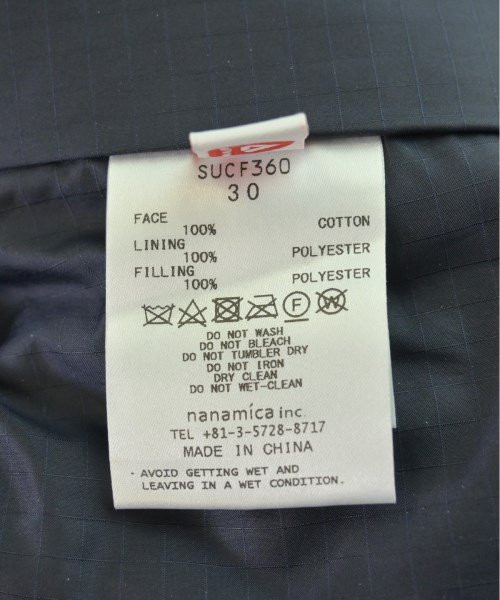 SUCF360
30
FACE
100% COTTON
LINING
100% POLYESTER
FILLING
100% POLYESTER
F W
DO NOT WASH
DO NOT BLEACH
DO NOT TUMBLER DRY
DO NOT IRON
DRY CLEAN
DO NOT WET-CLEAN
nanamica inc.
TEL +81-3-5728-8717
MADE IN CHINA
· AVOID GETTING WET AND
LEAVING IN A WET CONDITION.